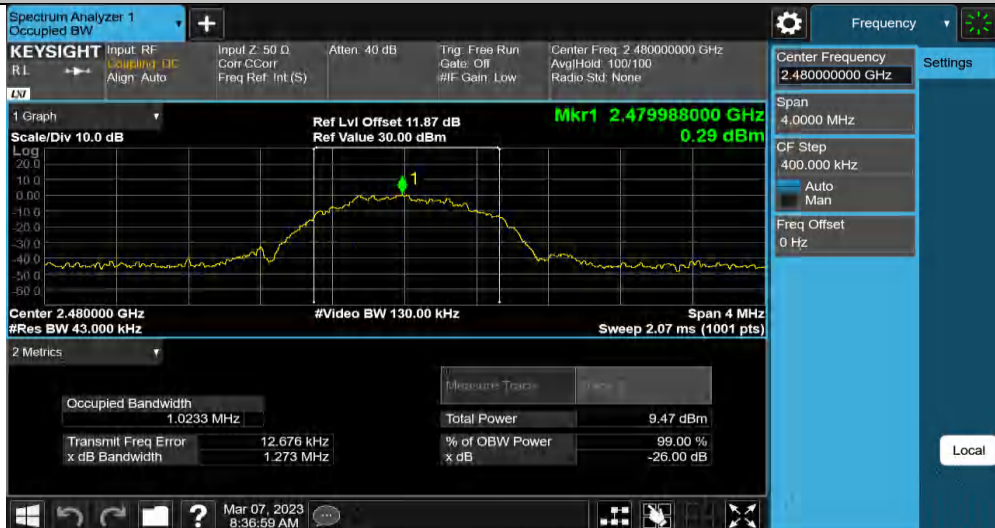 Spectrum Analyzer 1
Occupied BW
Frequency
KEYSIGHT
RL
LXI
Input: RF
Coupling: DC
Align: Auto
Input Z: 50 Ω
Corr CCorr
Freq Ref: Int (S)
Atten: 40 dB
Trig: Free Run
Gate: Off
#IF Gain: Low
Center Freq: 2.480000000 GHz
Avg|Hold: 100/100
Radio Std: None
Center Frequency
2.480000000 GHz
Settings
Span
4.0000 MHz
CF Step
400.000 kHz
Auto
Man
Freq Offset
0 Hz
1 Graph
Scale/Div 10.0 dB
Ref Lvl Offset 11.87 dB
Ref Value 30.00 dBm
Mkr1 2.479988000 GHz
0.29 dBm
Log
20.0
10.0
0.00
-10.0
-20.0
-30.0
-40.0
-50.0
-60.0
1
Center 2.480000 GHz
#Video BW 130.00 kHz
Span 4 MHz
#Res BW 43.000 kHz
Sweep 2.07 ms (1001 pts)
2 Metrics
Measure Trace
Occupied Bandwidth
1.0233 MHz
Total Power 9.47 dBm
Transmit Freq Error 12.676 kHz
% of OBW Power 99.00 %
x dB Bandwidth 1.273 MHz
x dB -26.00 dB
Local
?
Mar 07, 2023
8:36:59 AM